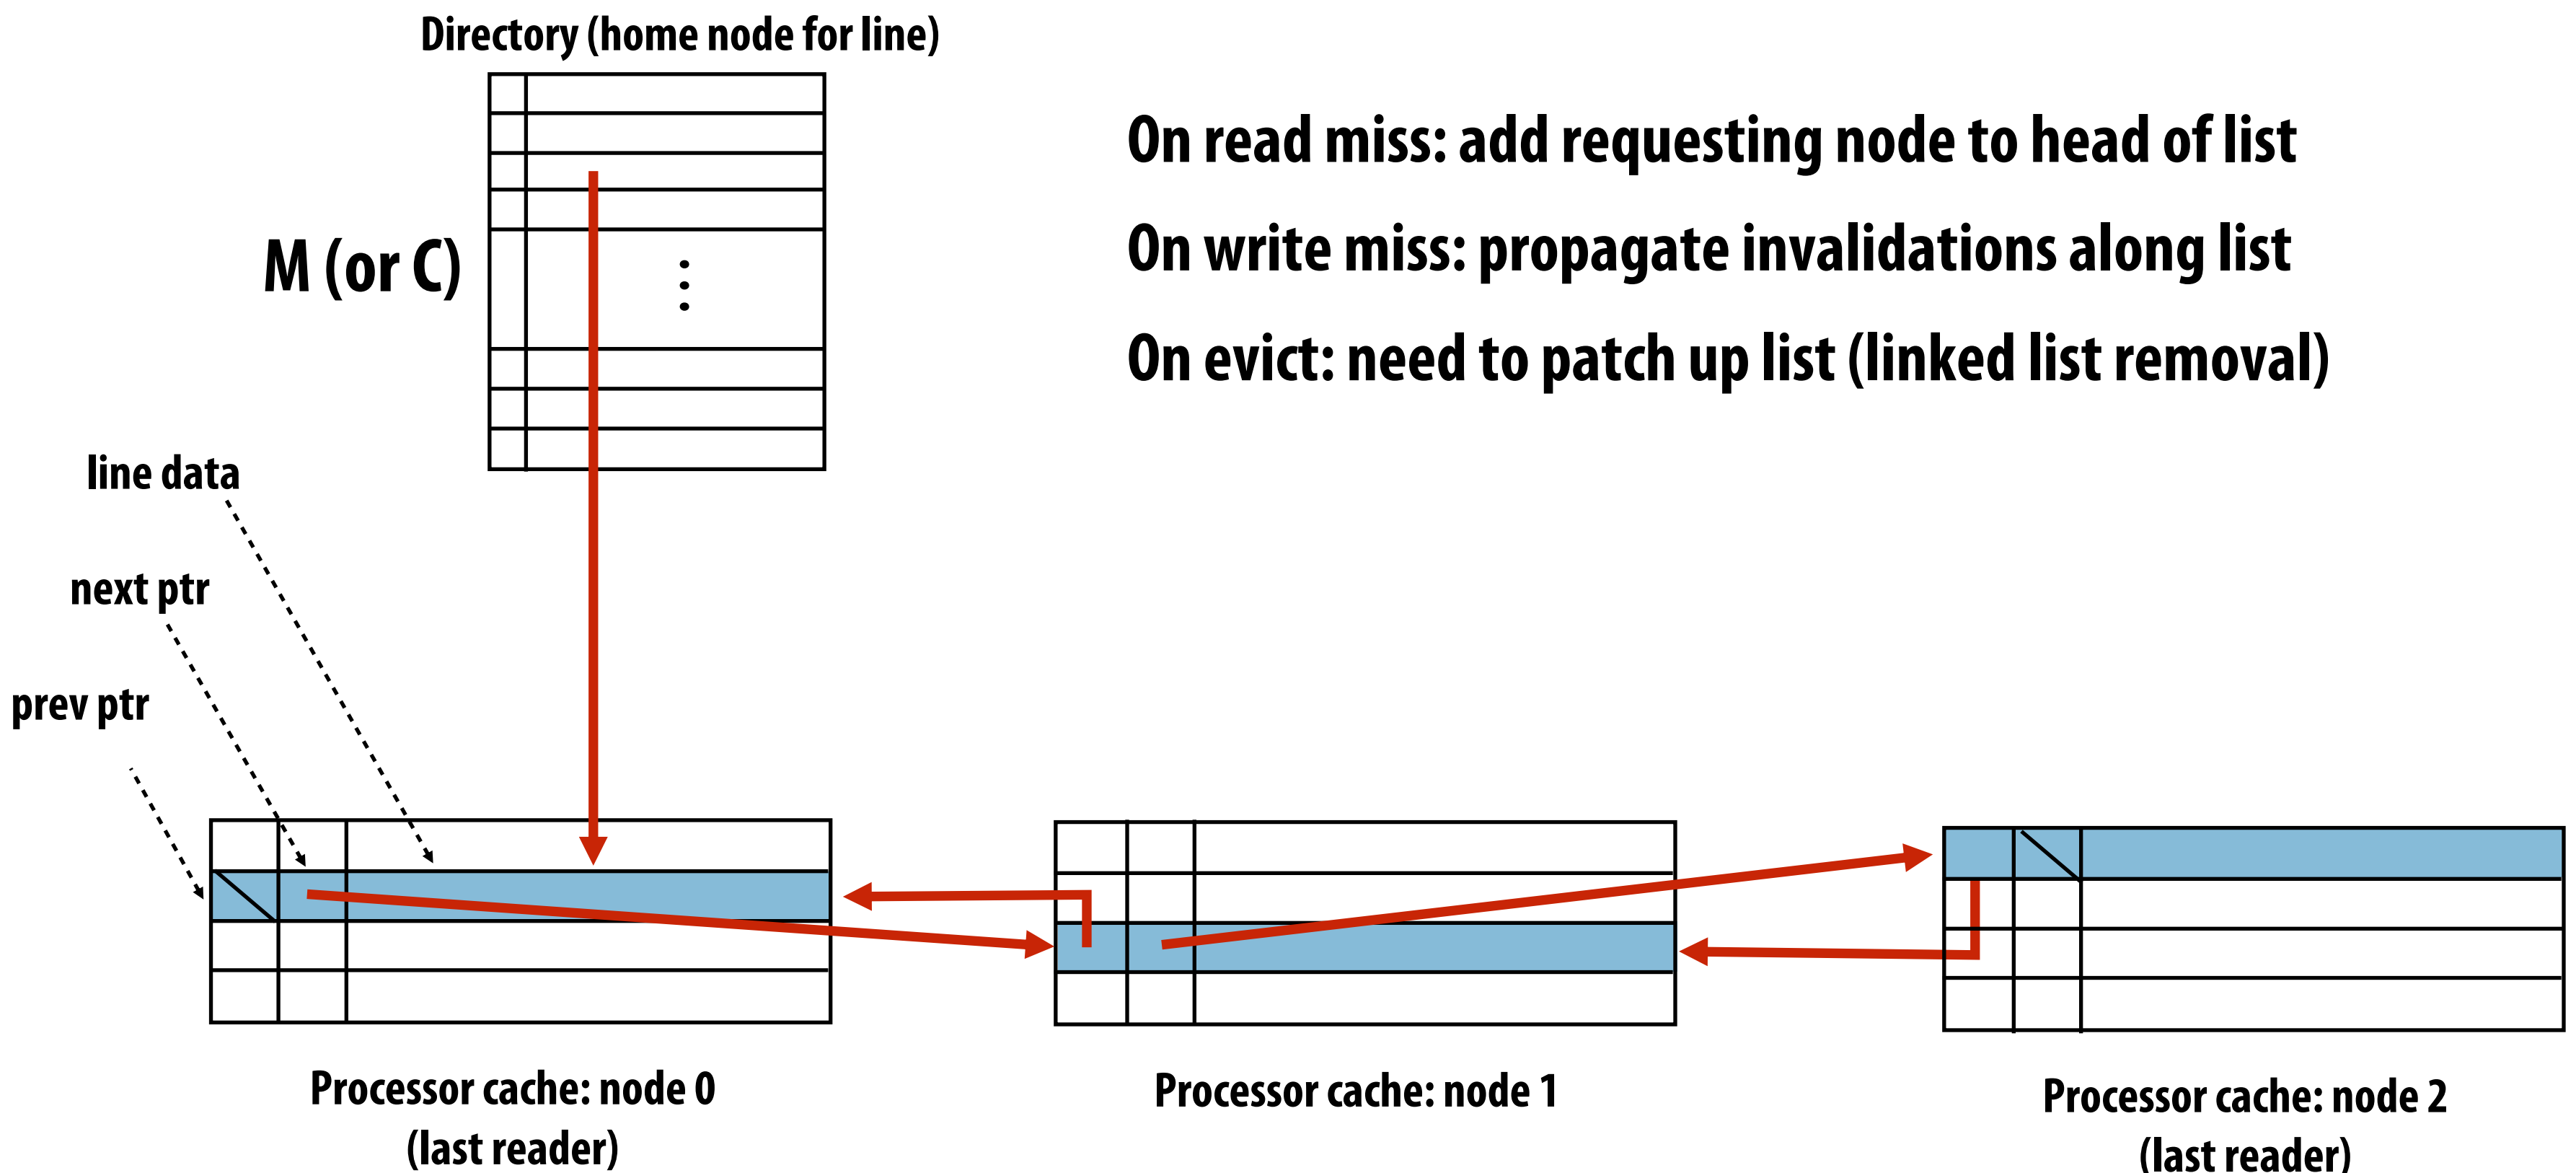 Directory (home node for line)
On read miss: add requesting node to head of list
On write miss: propagate invalidations along list
M (or C)
On evict: need to patch up list (linked list removal)
line data
next ptr
prev ptr
Processor cache: node 0
(last reader)
Processor cache: node 1
Processor cache: node 2
(last reader)